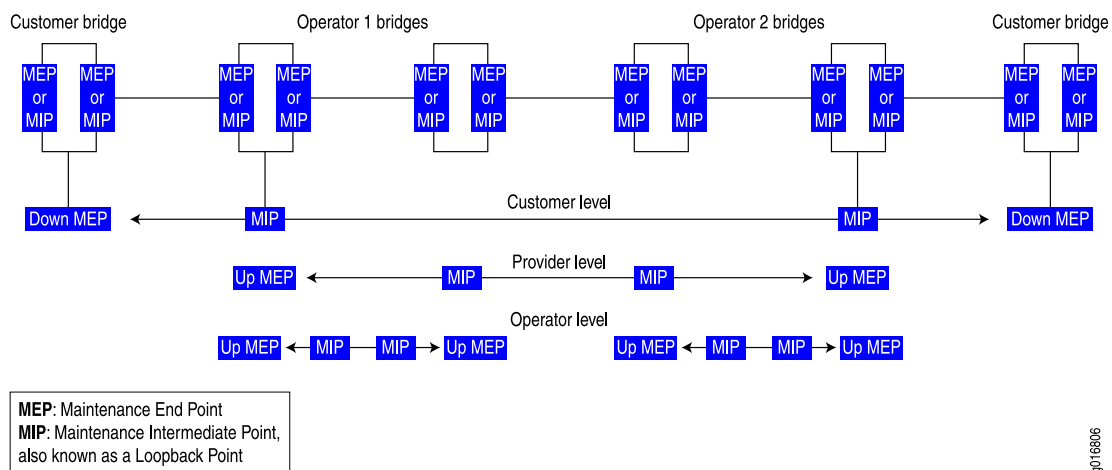 Customer bridge Operator 1 bridges Operator 2 bridges Customer bridge
MEP MEP MEP MEP MEP MEP MEP MEP MEP MEP MEP MEP
or or or or or or or or or or or or
MIP MIP MIP MIP MIP MIP MIP MIP MIP MIP MIP MIP
Customer level
Down MEP MIP MIP Down MEP
Provider level
Up MEP MIP MIP Up MEP
Operator level
Up MEP MIP MIP Up MEP Up MEP MIP MIP Up MEP
MEP: Maintenance End Point
MIP: Maintenance Intermediate Point,
also known as a Loopback Point
g016806